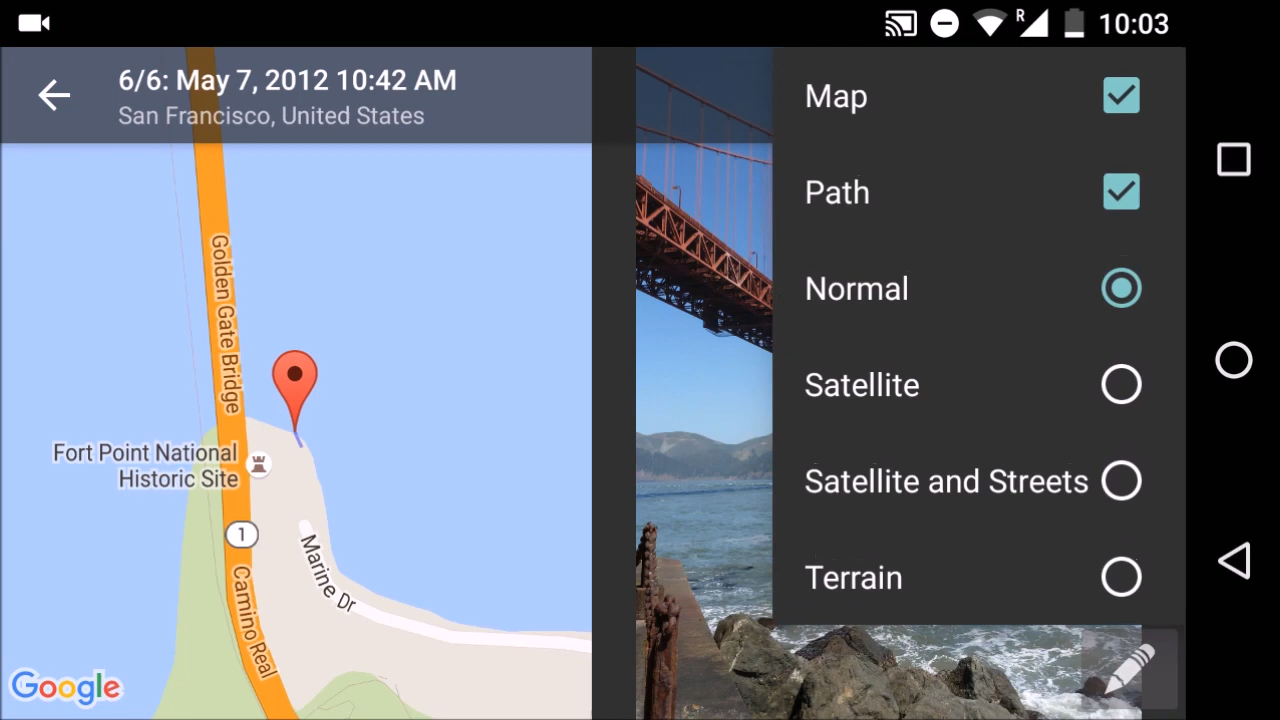 R
10:03
6/6: May 7, 2012 10:42 AM
San Francisco, United States
Map
Path
Normal
Satellite
Satellite and Streets
Terrain
Golden Gate Bridge
Fort Point National
Historic Site
1
Marine Dr
Camino Real
Google